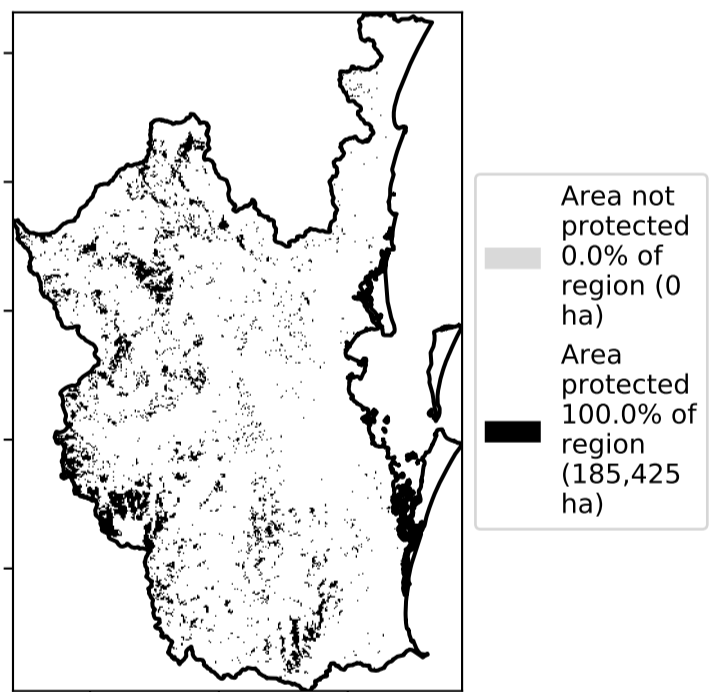 Area not
protected
0.0% of
region (0
ha)
Area
protected
100.0% of
region
(185,425
ha)